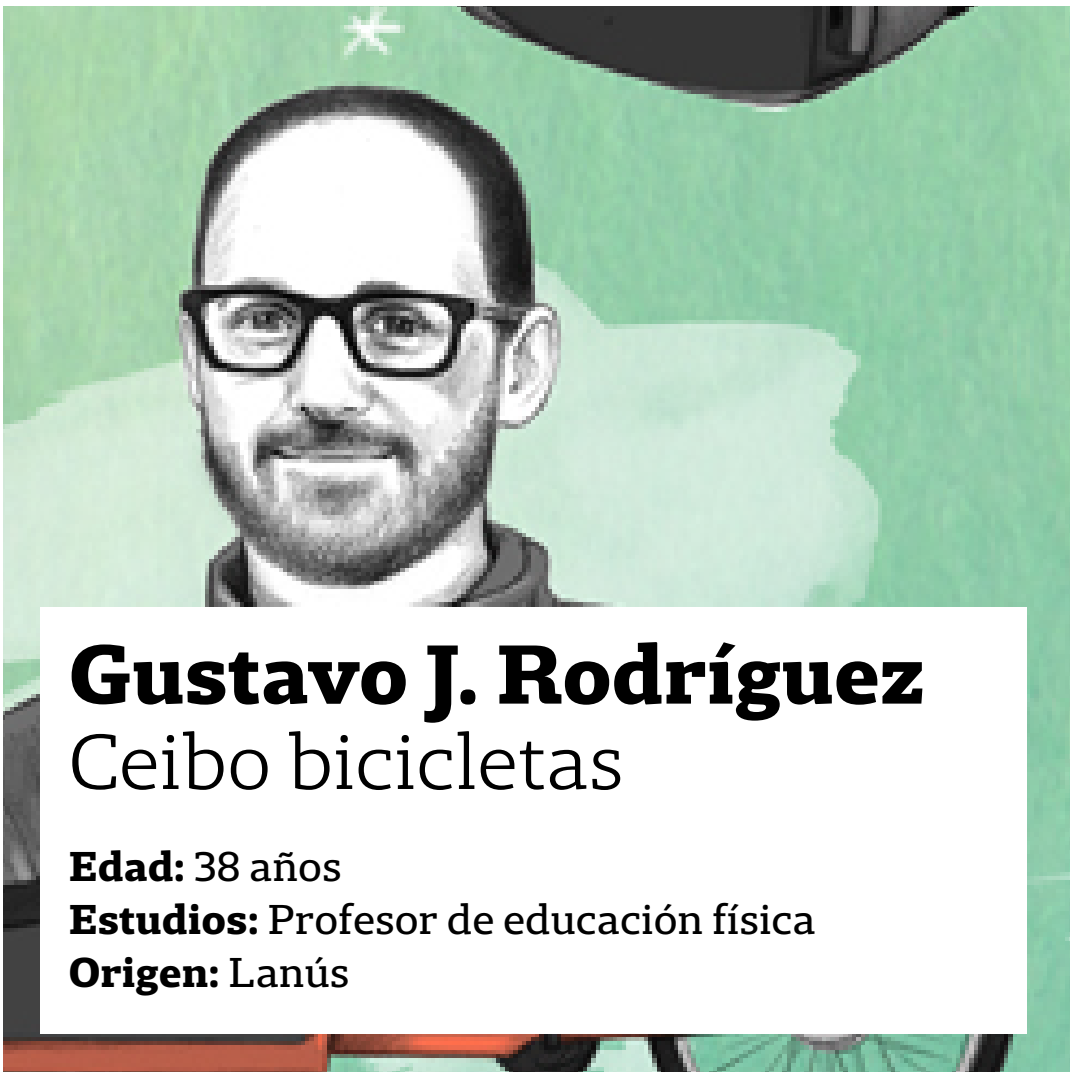 Gustavo J. Rodríguez
Ceibo bicicletas
Edad: 38 años
Estudios: Profesor de educación física
Origen: Lanús